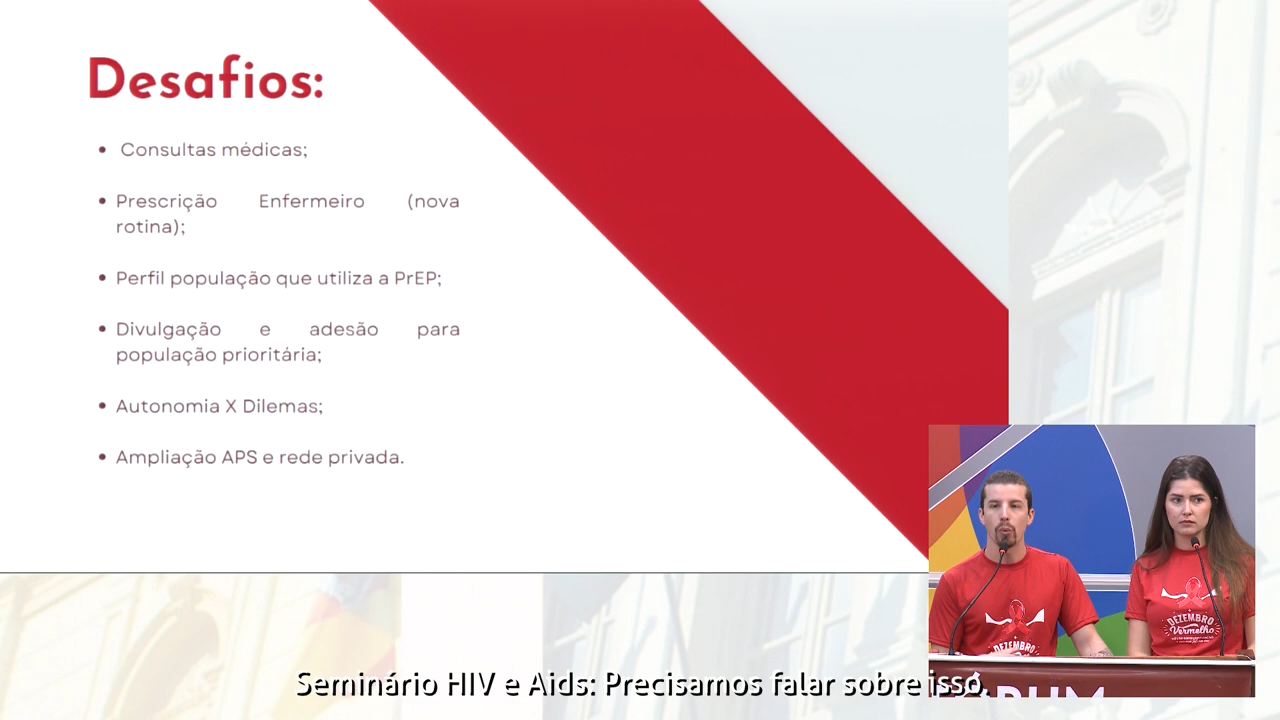 Desafios:
• Consultas médicas;
• Prescrição Enfermeiro (nova
rotina);
• Perfil população que utiliza a PrEP;
• Divulgação e adesão para
população prioritária;
• Autonomia X Dilemas;
• Ampliação APS e rede privada.
DEZEMBRO
DEZEMBRO
Vermelho
Seminário HIV e Aids: Precisamos falar sobre isso.